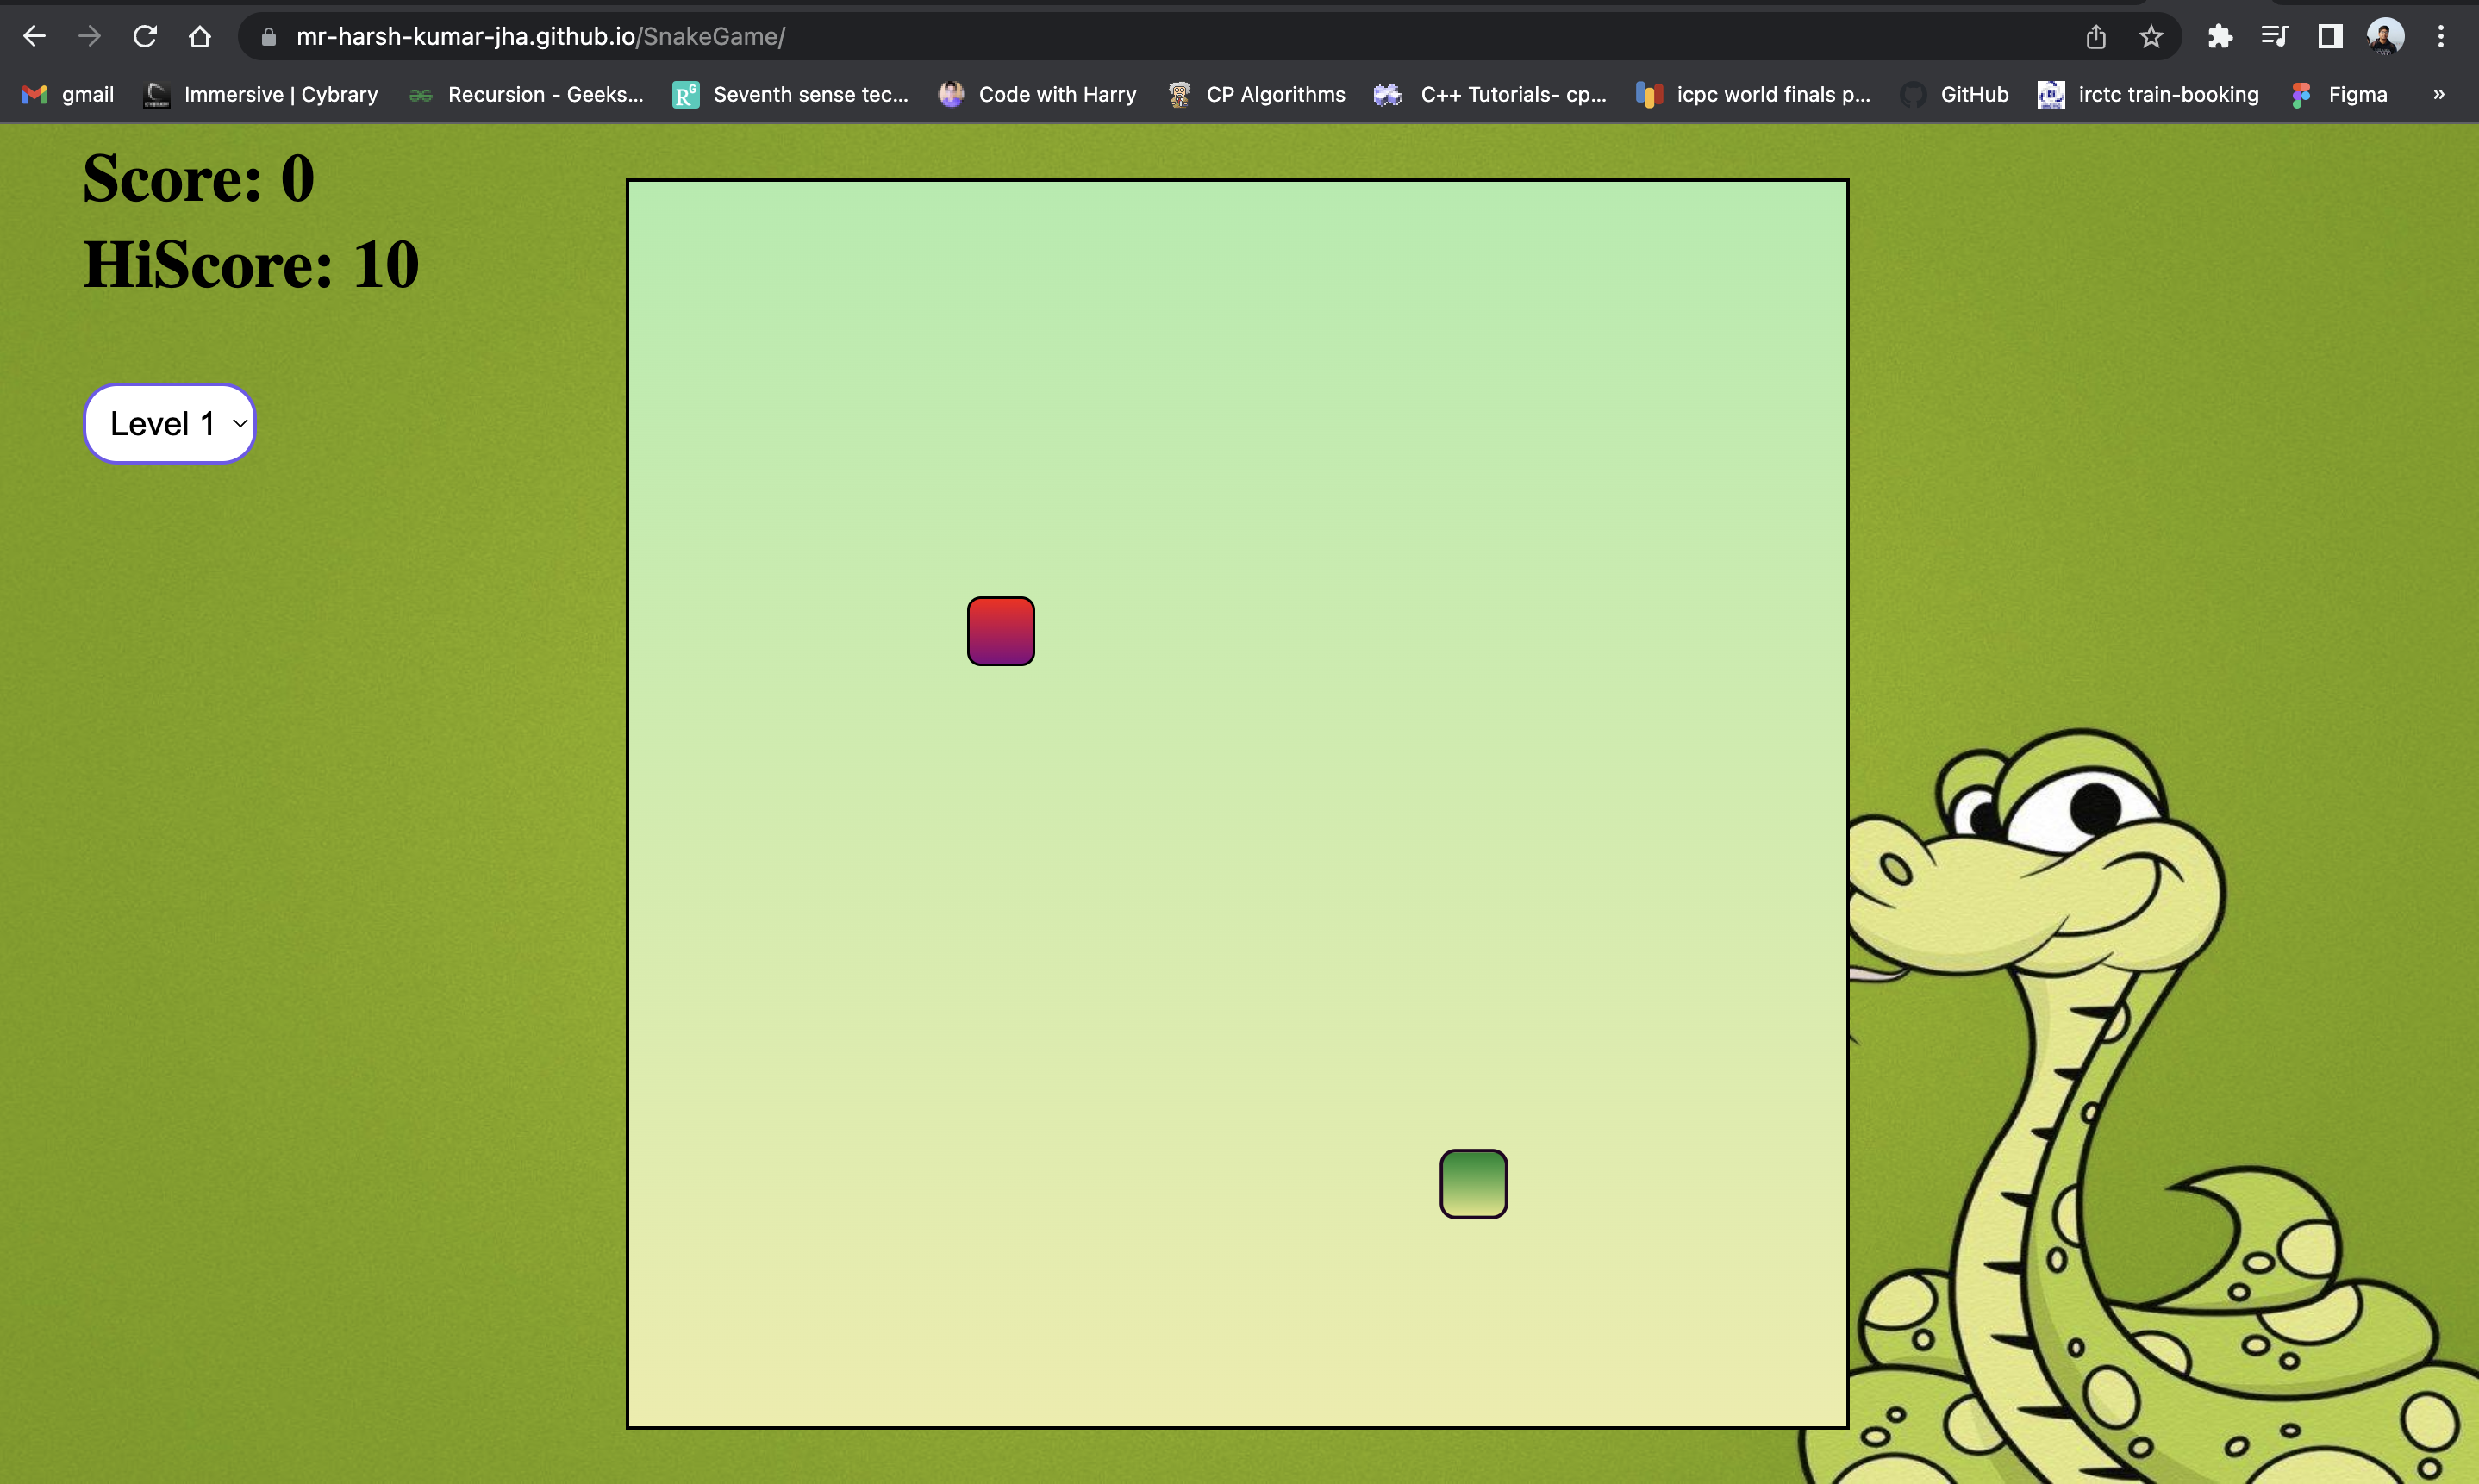 mr-harsh-kumar-jha.github.io/SnakeGame/
gmail Immersive | Cybrary Recursion - Geeks... Seventh sense tec... Code with Harry CP Algorithms C++ Tutorials- cp... icpc world finals p... GitHub irctc train-booking Figma »
Score: 0
HiScore: 10
Level 1